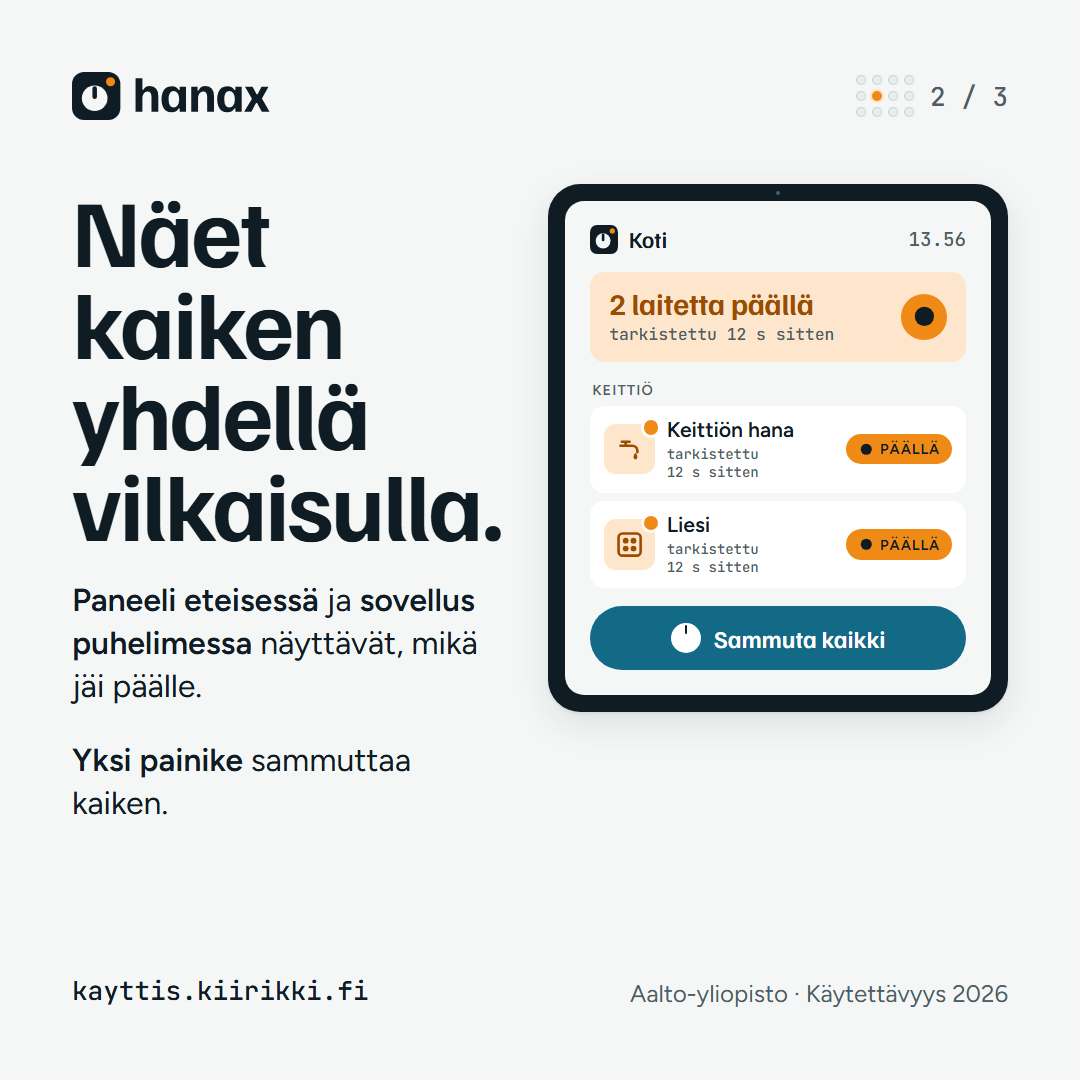 hanax
2 / 3
Näet
kaiken
yhdellä
vilkaisulla.
Paneeli eteisessä ja sovellus
puhelimessa näyttävät, mikä
jäi päälle.
Yksi painike sammuttaa
kaiken.
Koti
13.56
2 laitetta päällä
tarkistettu 12 s sitten
KEITTIÖ
Keittiön hana
tarkistettu
12 s sitten
PÄÄLLÄ
Liesi
tarkistettu
12 s sitten
PÄÄLLÄ
Sammuta kaikki
kayttis.kiirikki.fi
Aalto-yliopisto · Käytettävyys 2026